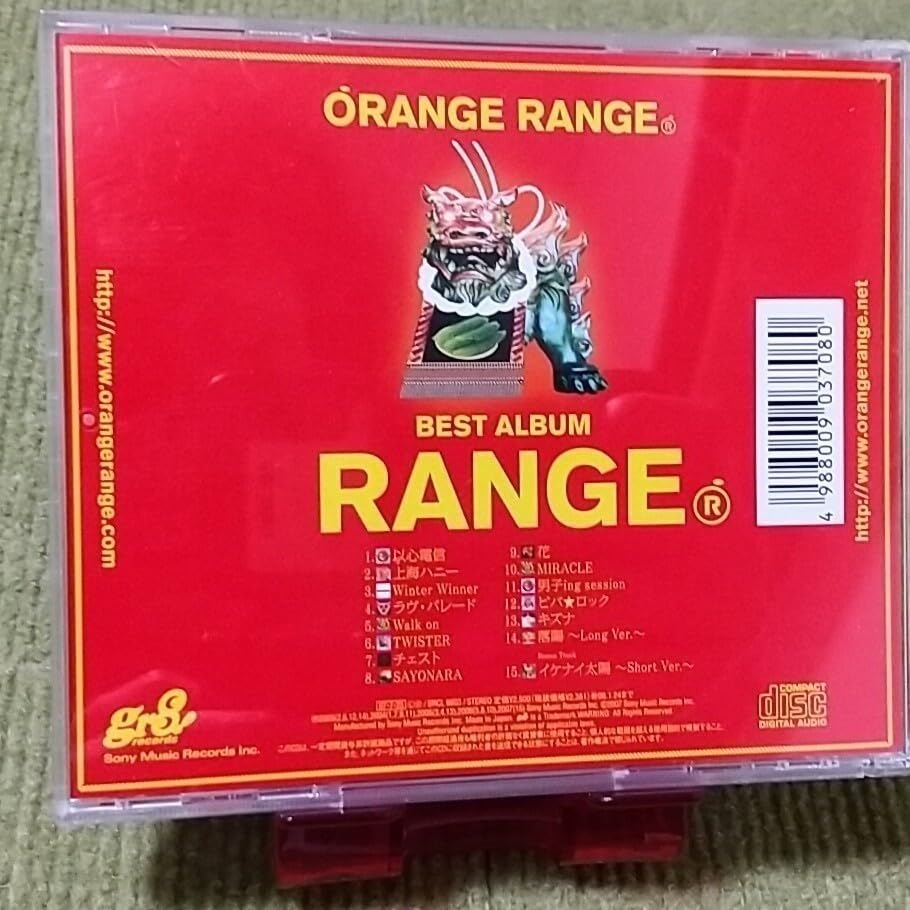 ORANGE RANGE®
BEST ALBUM
RANGE®
http://www.orangerange.com
http://www.orangerange.net
4 988009 037080
1. 以心電信
2. 上海ハニー
3. Winter Winner
4. ラヴ・パレード
5. Walk on
6. TWISTER
7. チェスト
8. SAYONARA
9. 花
10. MIRACLE
11. 男子ing session
12. ビバ★ロック
13. キズナ
14. 落陽 〜Long Ver.〜
Bonus Track
15. イケナイ太陽 〜Short Ver.〜
gr8!
records
Sony Music Records Inc.
COMPACT
disc
DIGITAL AUDIO